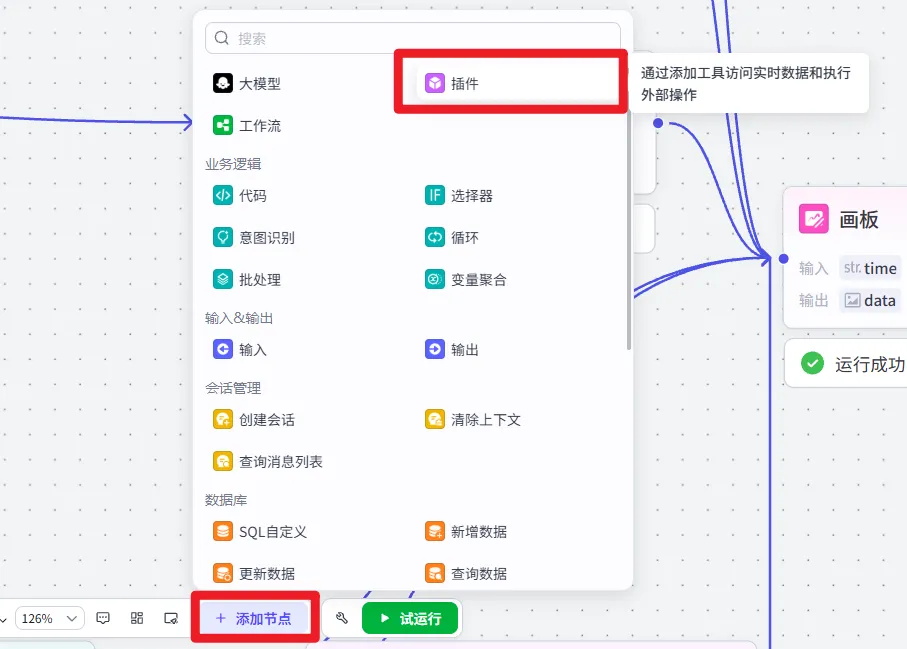 搜索
大模型
插件
通过添加工具访问实时数据和执行
外部操作
工作流
业务逻辑
代码
选择器
意图识别
循环
批处理
变量聚合
输入&输出
输入
输出
会话管理
创建会话
清除上下文
查询消息列表
数据库
SQL自定义
新增数据
更新数据
查询数据
画板
输入 str. time
输出 data
运行成功
126%
+ 添加节点
试运行